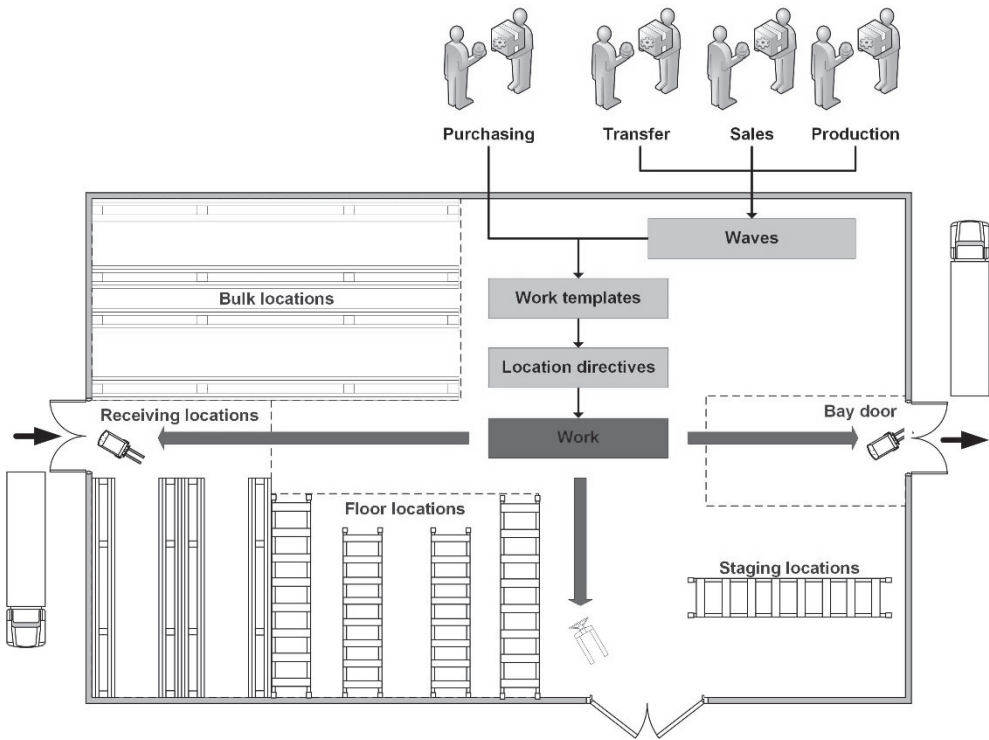 Purchasing
Transfer
Sales
Production
Waves
Work templates
Bulk locations
Location directives
Receiving locations
Bay door
Work
Floor locations
Staging locations